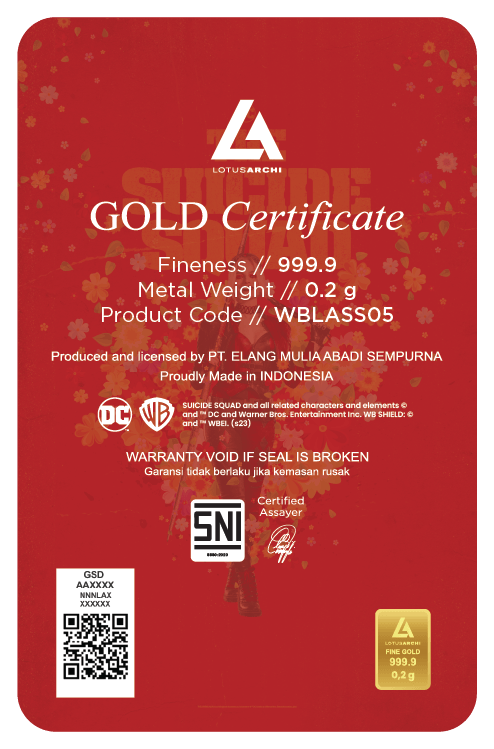 LOTUSARCHI
THE
SUICIDE
SQUAD
GOLD Certificate
Fineness // 999.9
Metal Weight // 0.2 g
Product Code // WBLASS05
Produced and licensed by PT. ELANG MULIA ABADI SEMPURNA
Proudly Made in INDONESIA
DC
WB
SUICIDE SQUAD and all related characters and elements ©
and ™ DC and Warner Bros. Entertainment Inc. WB SHIELD: ©
and ™ WBEI. (s23)
WARRANTY VOID IF SEAL IS BROKEN
Garansi tidak berlaku jika kemasan rusak
SNI
Certified
Assayer
GSD
AAXXXX
NNNLAX
XXXXXX
LOTUSARCHI
FINE GOLD
999.9
0,2 g